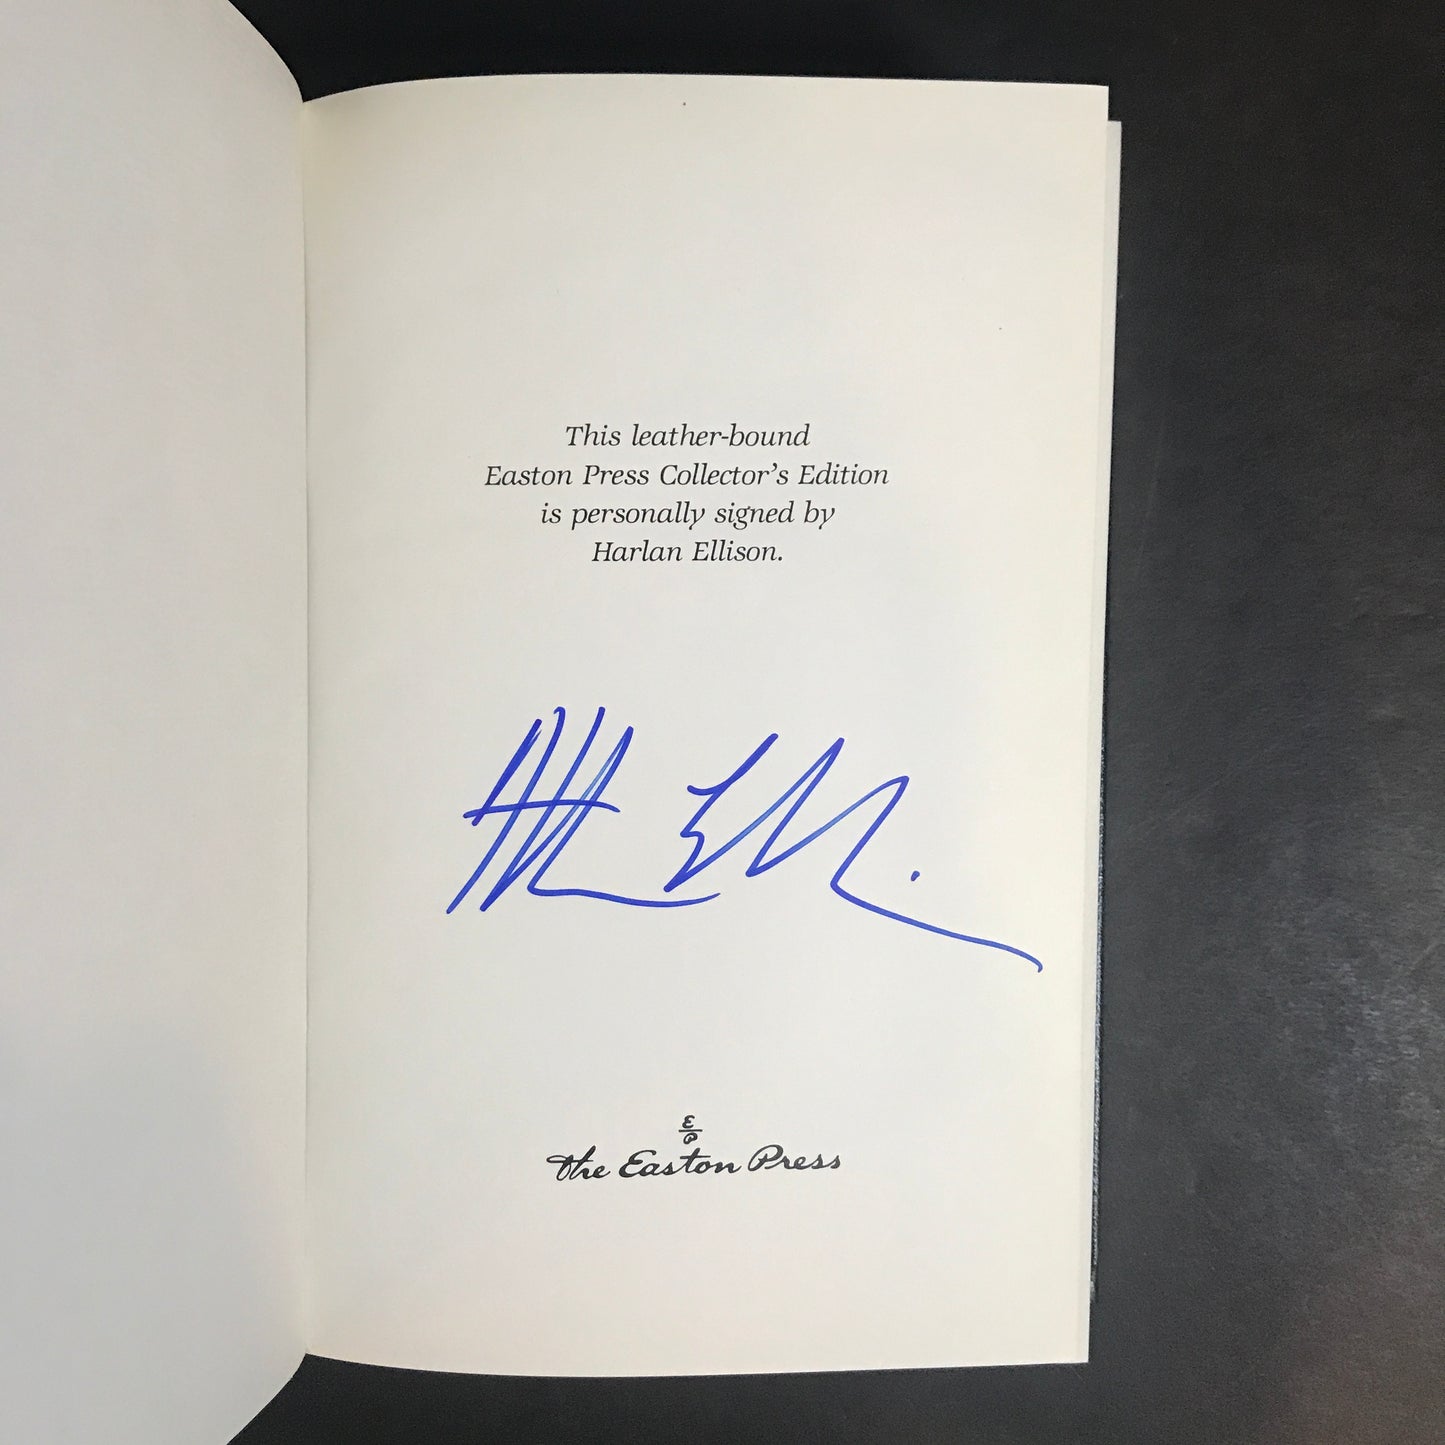 This leather-bound
Easton Press Collector's Edition
is personally signed by
Harlan Ellison.
E
P
The Easton Press